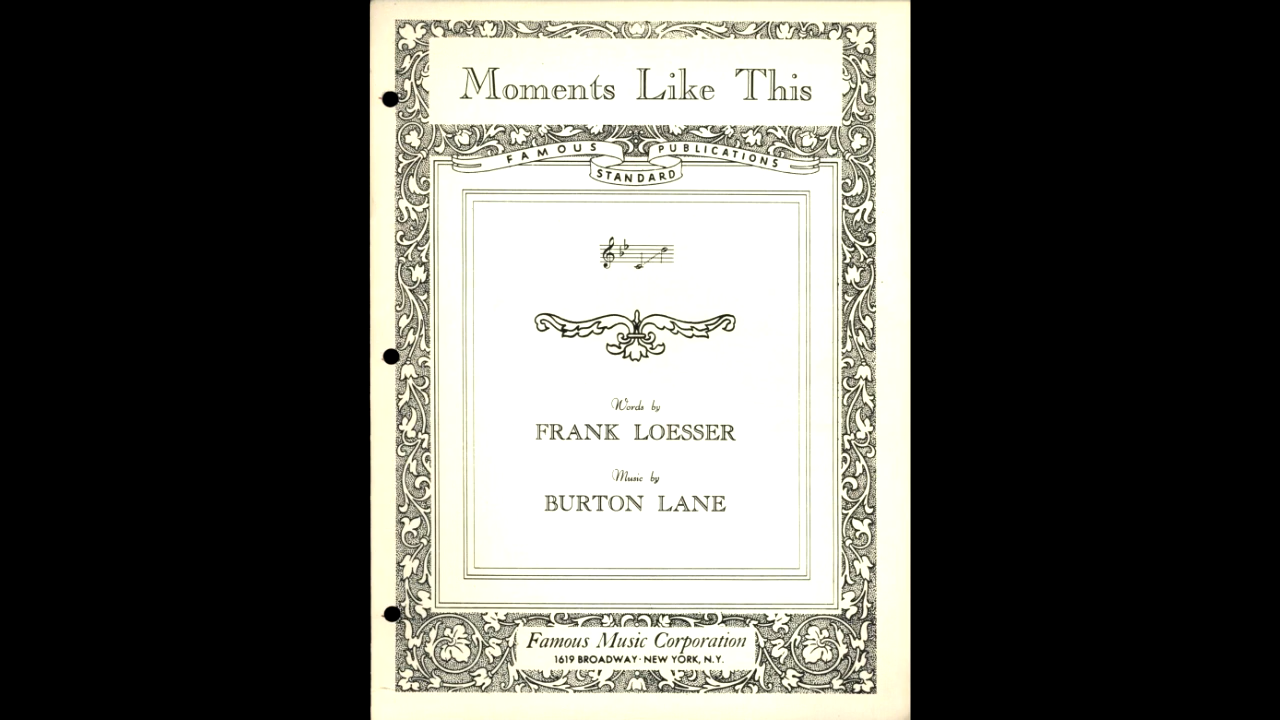 Moments Like This
FAMOUS STANDARD PUBLICATIONS
Words by
FRANK LOESSER
Music by
BURTON LANE
Famous Music Corporation
1619 BROADWAY · NEW YORK, N.Y.